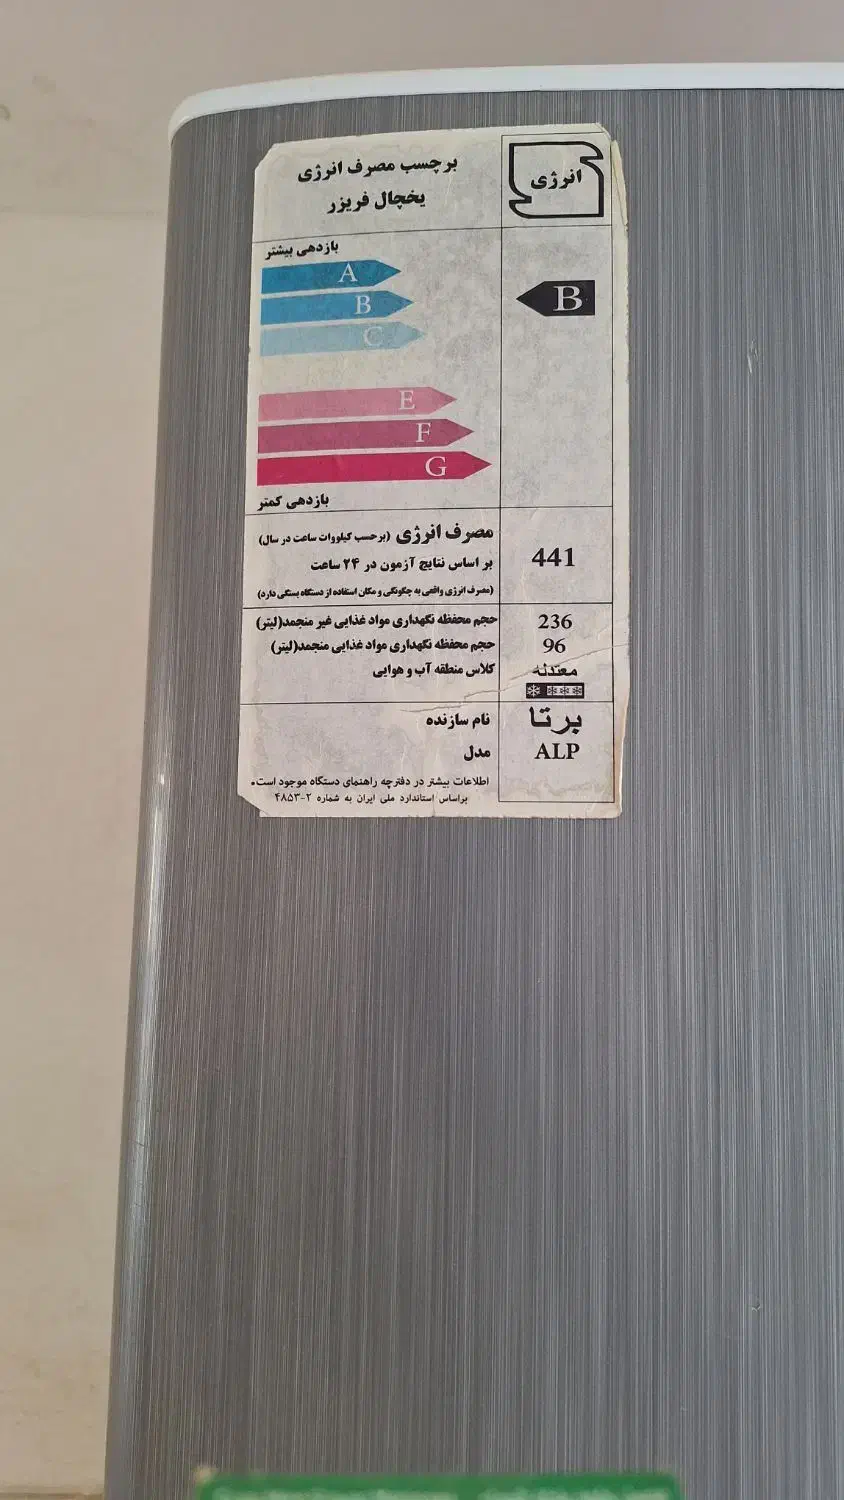 برچسب مصرف انرژی
یخچال فریزر
انرژی
بازدهی بیشتر
A
B
B
C
E
F
G
بازدهی کمتر
مصرف انرژی (برحسب کیلووات ساعت در سال)
بر اساس نتایج آزمون در ۲۴ ساعت
441
(مصرف انرژی واقعی به چگونگی و مکان استفاده از دستگاه بستگی دارد)
حجم محفظه نگهداری مواد غذایی غیر منجمد(لیتر) 236
حجم محفظه نگهداری مواد غذایی منجمد(لیتر) 96
کلاس منطقه آب و هوایی معتدله
نام سازنده برتا
مدل ALP
اطلاعات بیشتر در دفترچه راهنمای دستگاه موجود است.
براساس استاندارد ملی ایران به شماره ۲-۴۸۵۳